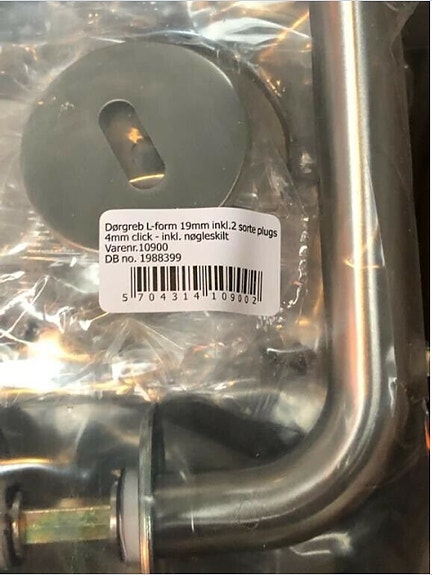 Dørgreb L-form 19mm inkl.2 sorte plugs
4mm click - inkl. nøgleskilt
Varenr.10900
DB no. 1988399
5 704314 109002